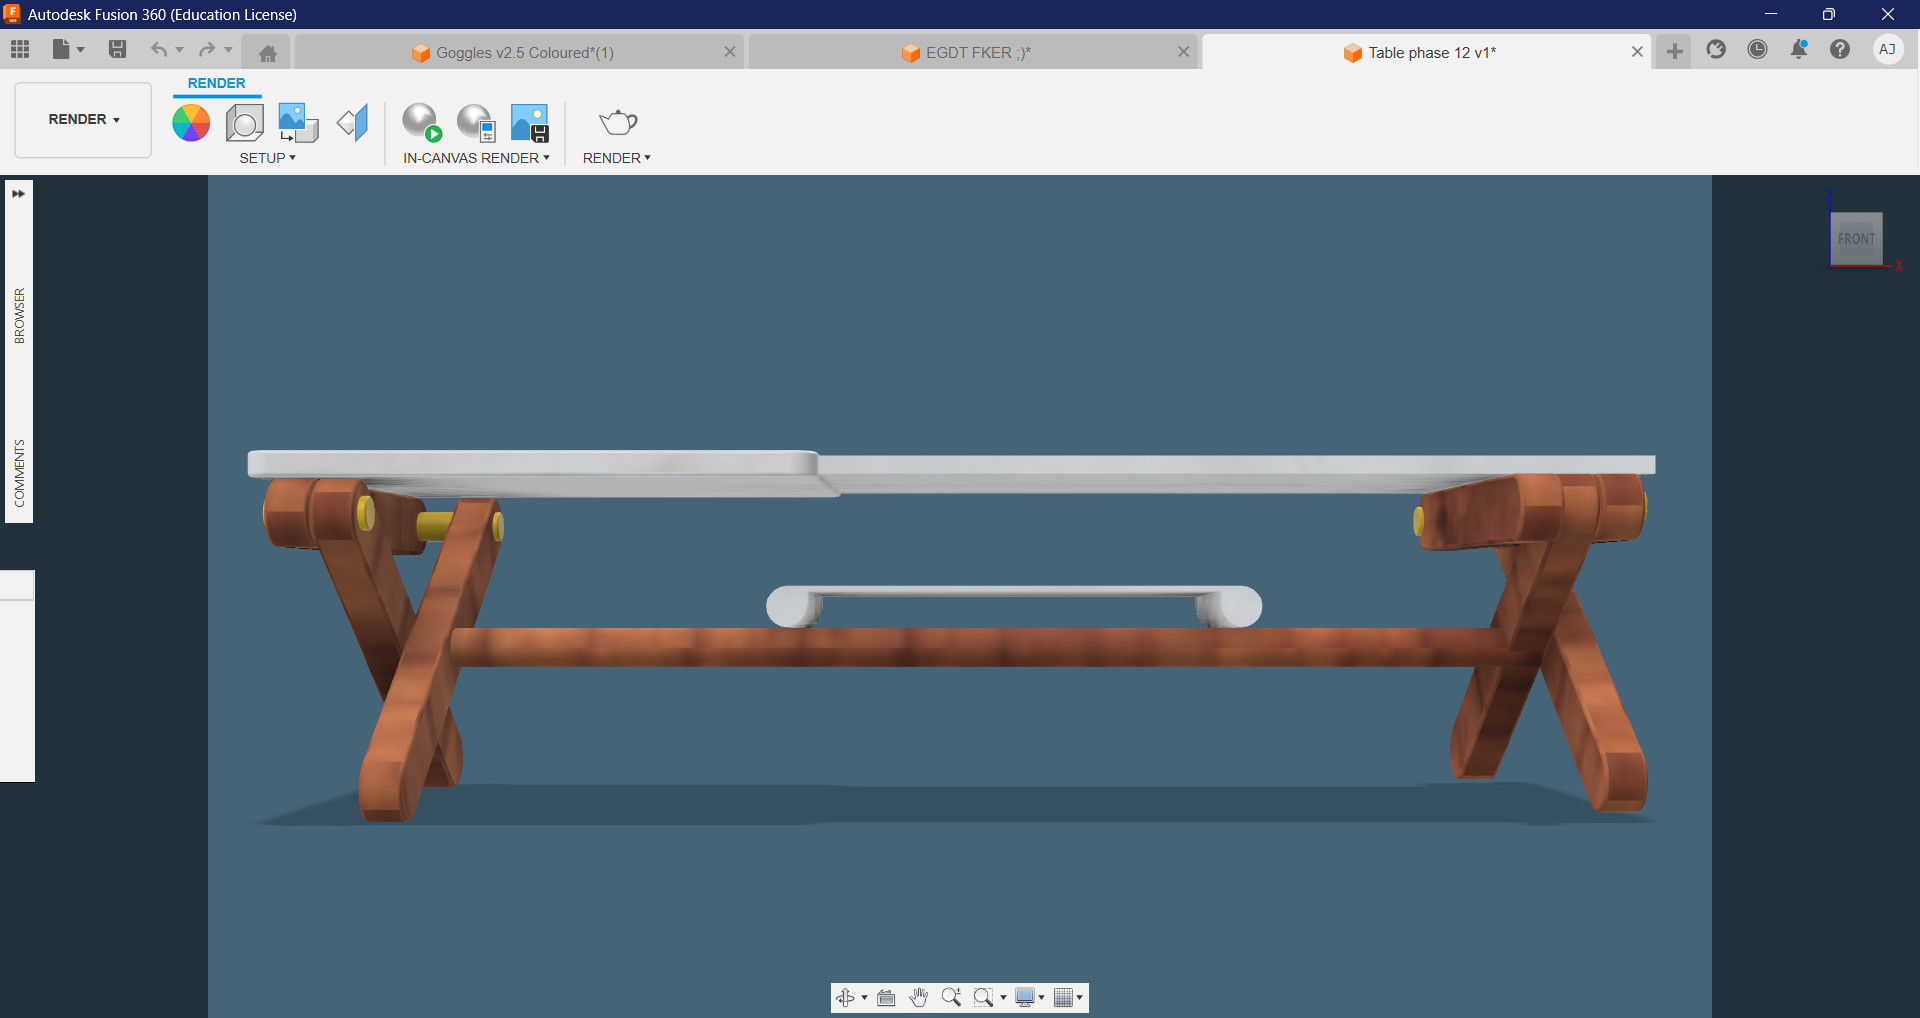 Autodesk Fusion 360 (Education License)
Goggles v2.5 Coloured*(1)
EGDT FKER ;)*
Table phase 12 v1*
AJ
RENDER
RENDER
SETUP
IN-CANVAS RENDER
RENDER
BROWSER
COMMENTS
Z
FRONT
X